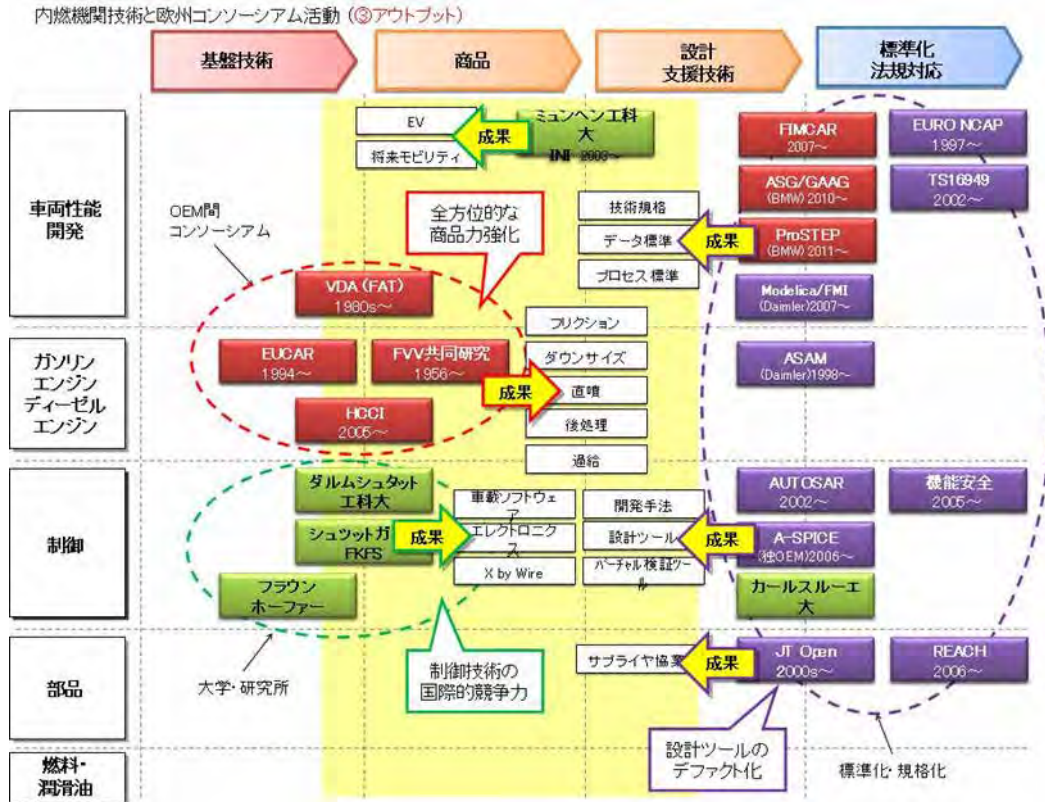 内燃機関技術と欧州コンソーシアム活動（③アウトプット）
基盤技術
商品
設計
支援技術
標準化
法規対応
車両性能
開発
EV
将来モビリティ
成果
ミュンヘン工科
大
INI 2003～
FIMCAR
2007～
EURO NCAP
1997～
ASG/GAAG
(BMW)2010～
TS16949
2002～
技術規格
データ標準
プロセス標準
成果
ProSTEP
(BMW)2011～
Modelica/FMI
(Daimler)2007～
OEM間
コンソーシアム
全方位的な
商品力強化
VDA (FAT)
1980s～
ガソリン
エンジン
ディーゼル
エンジン
EUCAR
1994～
FVV共同研究
1956～
HCCI
2005～
成果
フリクション
ダウンサイズ
直噴
後処理
過給
ASAM
(Daimler)1998～
制御
ダルムシュタット
工科大
シュツットガ
FKFS
フラウン
ホーファー
成果
車載ソフトウェ
ア
エレクトロニク
ス
X by Wire
開発手法
設計ツール
バーチャル検証ツー
ル
成果
AUTOSAR
2002～
機能安全
2005～
A-SPICE
(独OEM)2006～
カールスルーエ
大
部品
大学・研究所
制御技術の
国際的競争力
サプライヤ協業
成果
JT Open
2000s～
REACH
2006～
設計ツールの
デファクト化
標準化・規格化
燃料・
潤滑油